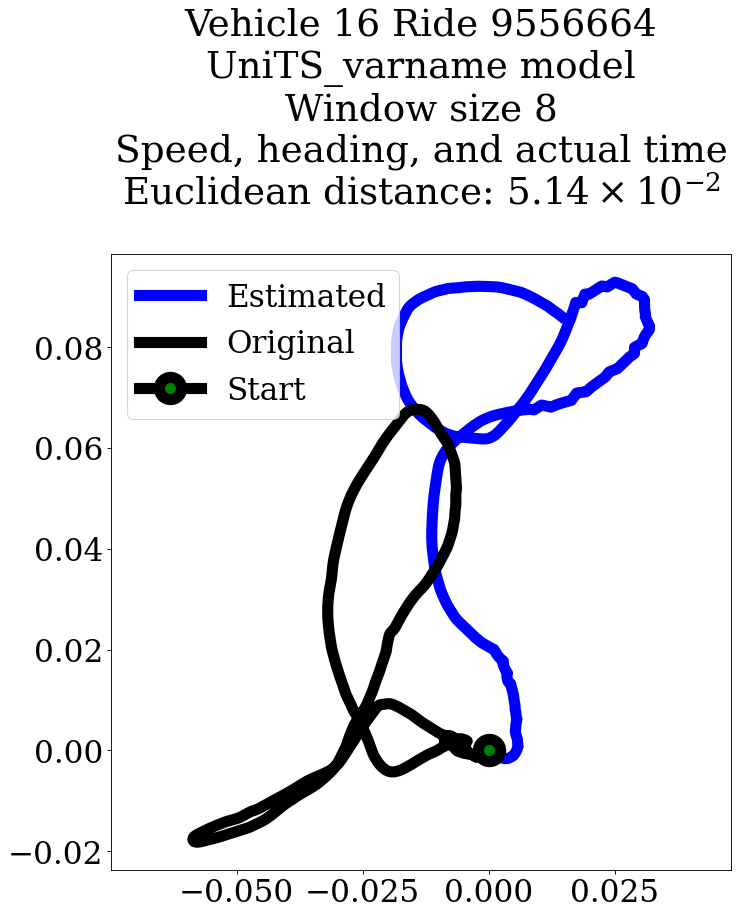 Vehicle 16 Ride 9556664
UniTS_varname model
Window size 8
Speed, heading, and actual time
Euclidean distance: 5.14 × 10⁻²
Estimated
Original
Start
0.08
0.06
0.04
0.02
0.00
−0.02
−0.050 −0.025 0.000 0.025